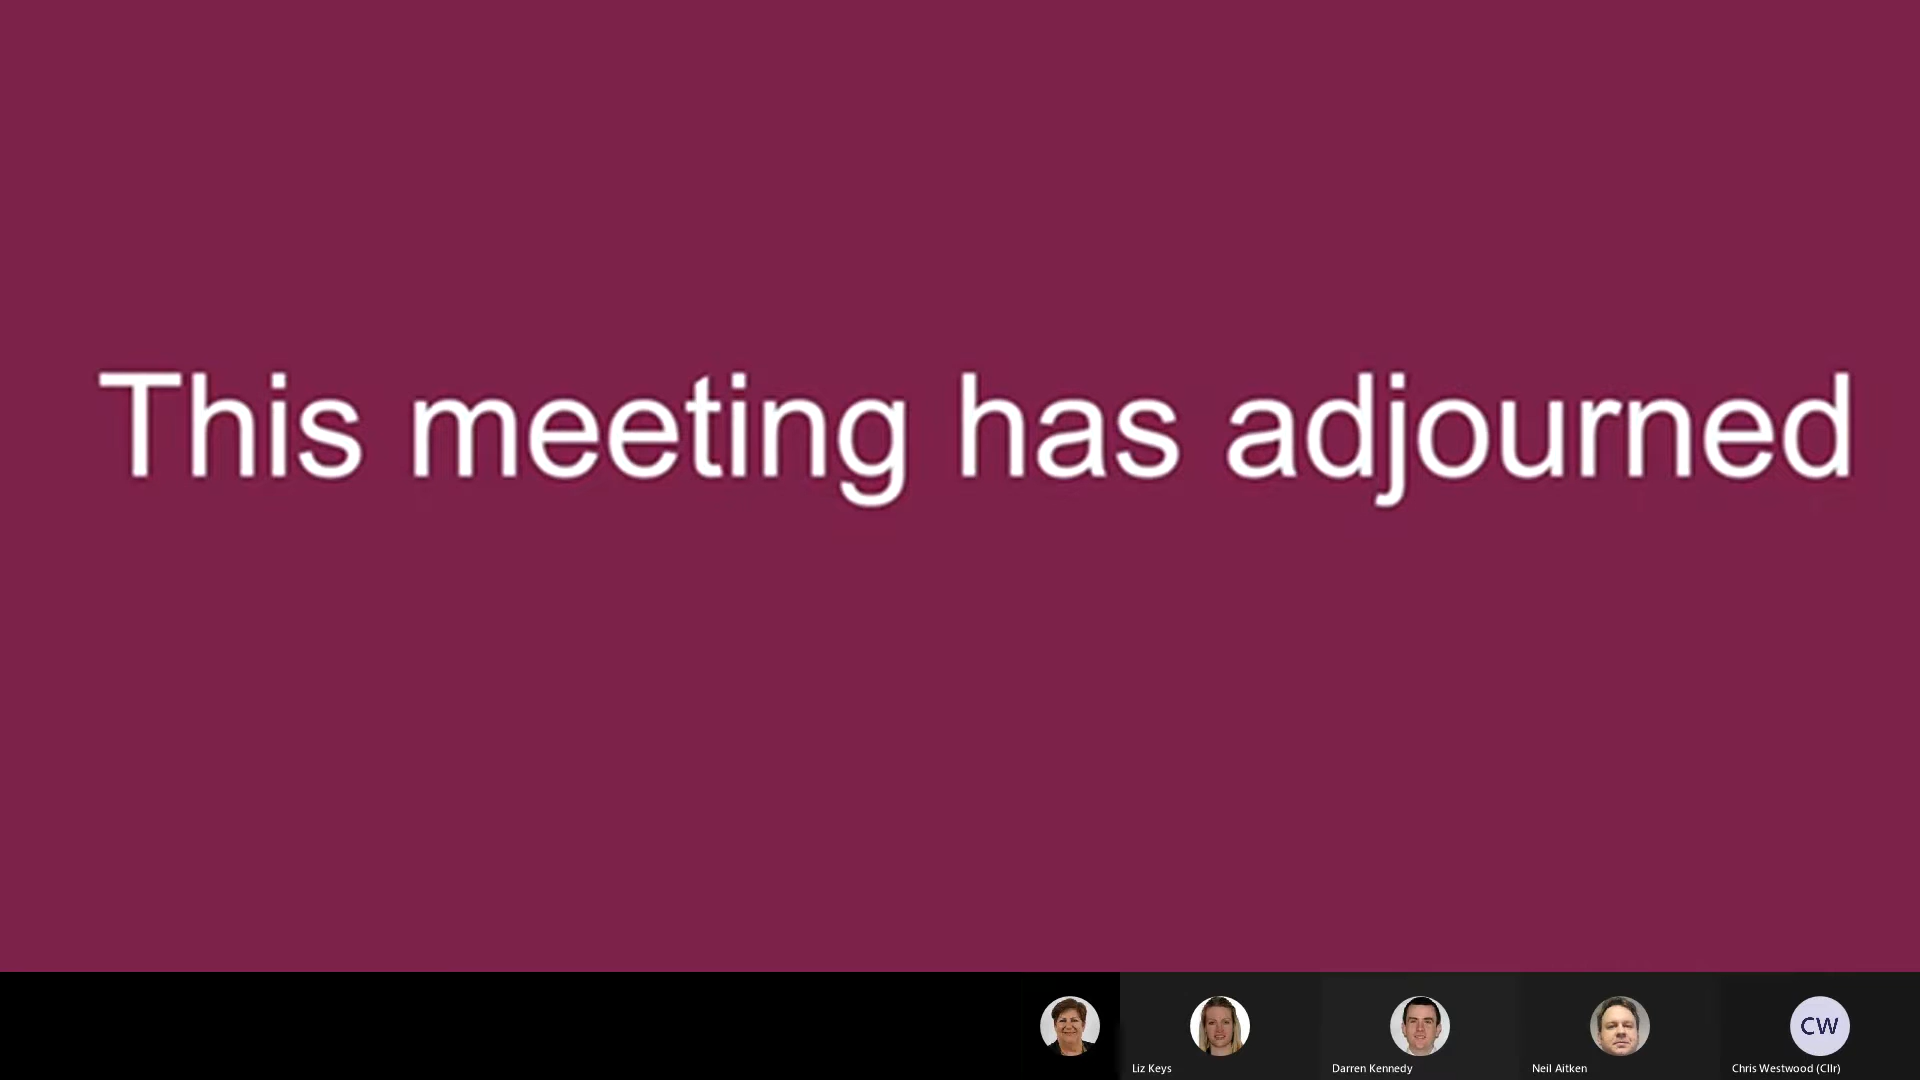 This meeting has adjourned
CW
Liz Keys
Darren Kennedy
Neil Aitken
Chris Westwood (Cllr)